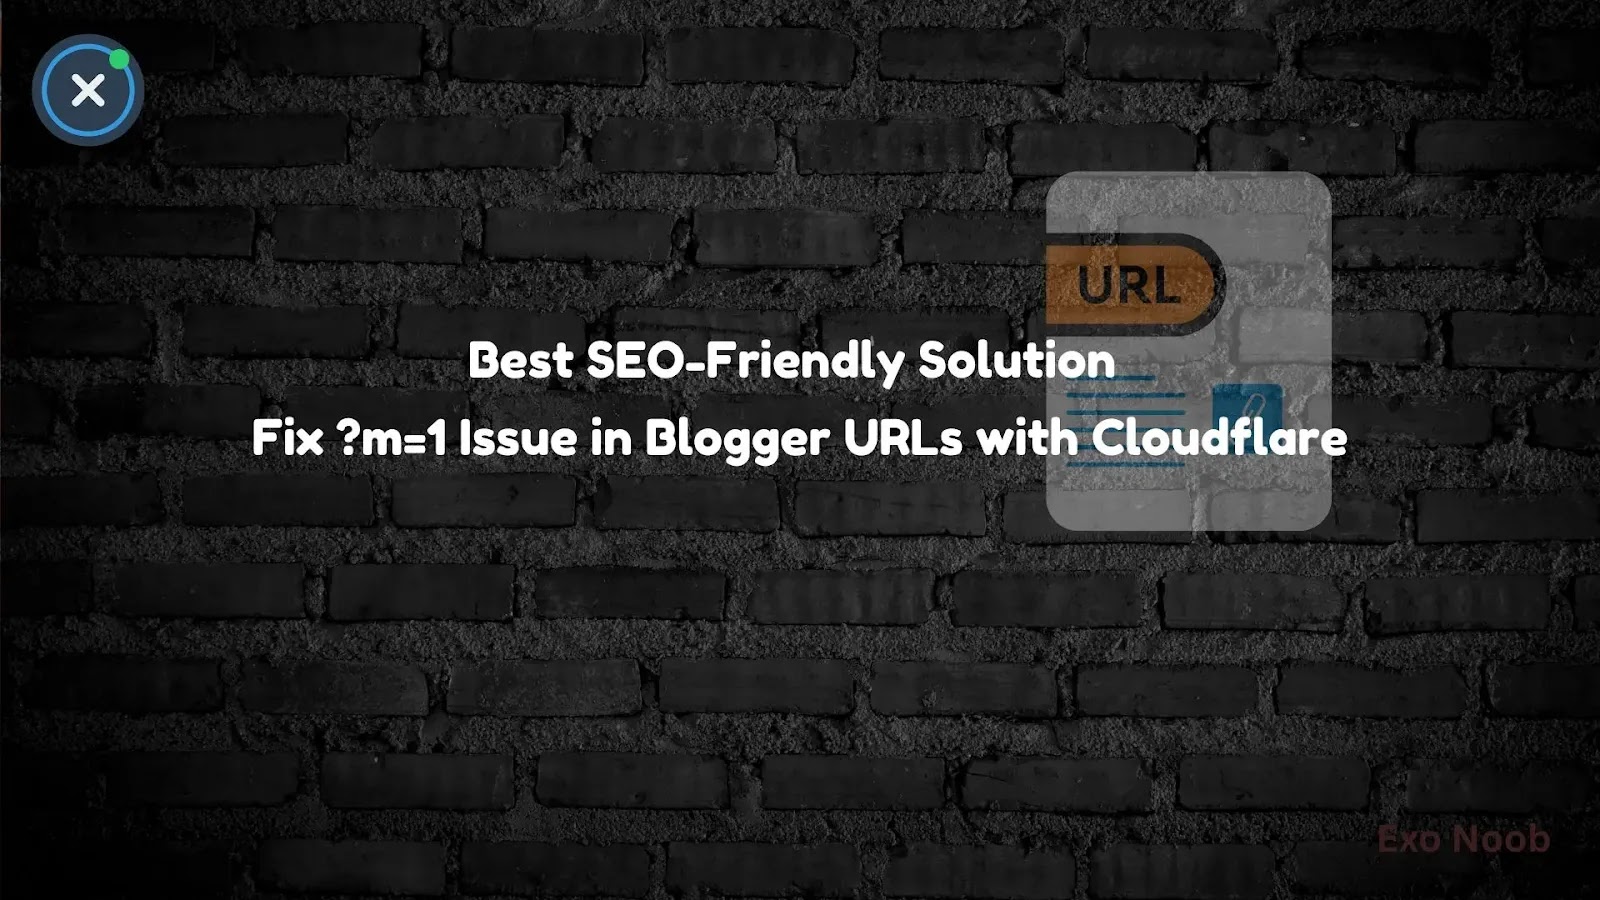 URL
Best SEO-Friendly Solution
Fix ?m=1 Issue in Blogger URLs with Cloudflare
Exo Noob